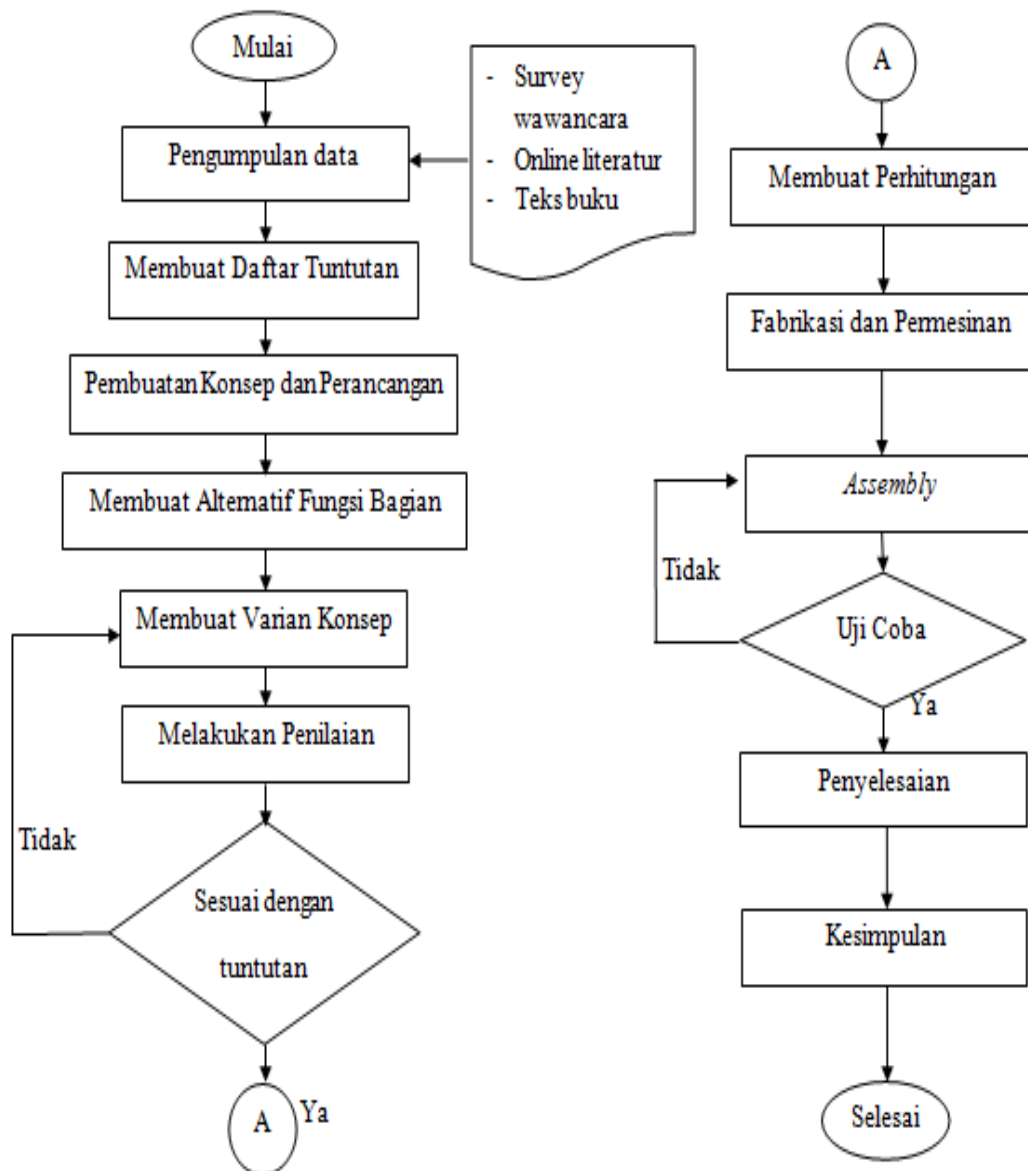 Mulai
Pengumpulan data
- Survey
wawancara
- Online literatur
- Teks buku
Membuat Daftar Tuntutan
Pembuatan Konsep dan Perancangan
Membuat Alternatif Fungsi Bagian
Membuat Varian Konsep
Melakukan Penilaian
Tidak
Sesuai dengan
tuntutan
A
Ya
A
Membuat Perhitungan
Fabrikasi dan Permesinan
Assembly
Tidak
Uji Coba
Ya
Penyelesaian
Kesimpulan
Selesai